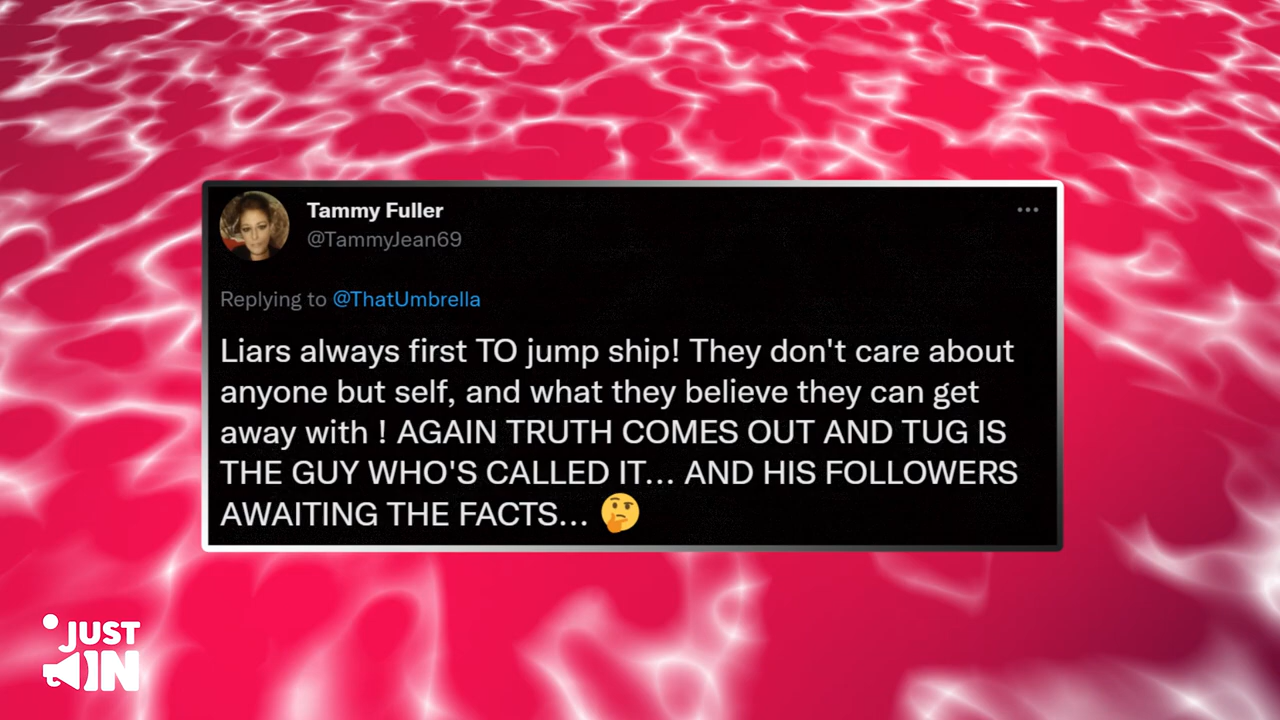 Tammy Fuller
@TammyJean69
Replying to @ThatUmbrella
Liars always first TO jump ship! They don't care about
anyone but self, and what they believe they can get
away with ! AGAIN TRUTH COMES OUT AND TUG IS
THE GUY WHO'S CALLED IT... AND HIS FOLLOWERS
AWAITING THE FACTS... 🤔
JUST
IN